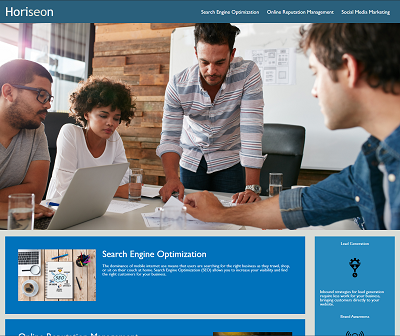 Horiseon
Search Engine Optimization Online Reputation Management Social Media Marketing
Search Engine Optimization
The dominance of mobile internet use means that users are searching for the right business as they travel, shop,
or sit on their couch at home. Search Engine Optimization (SEO) allows you to increase your visibility and find
the right customers for your business.
Lead Generation
Inbound strategies for lead generation
require less work for your business,
bringing customers directly to your
website.
Brand Awareness
Online Reputation Management